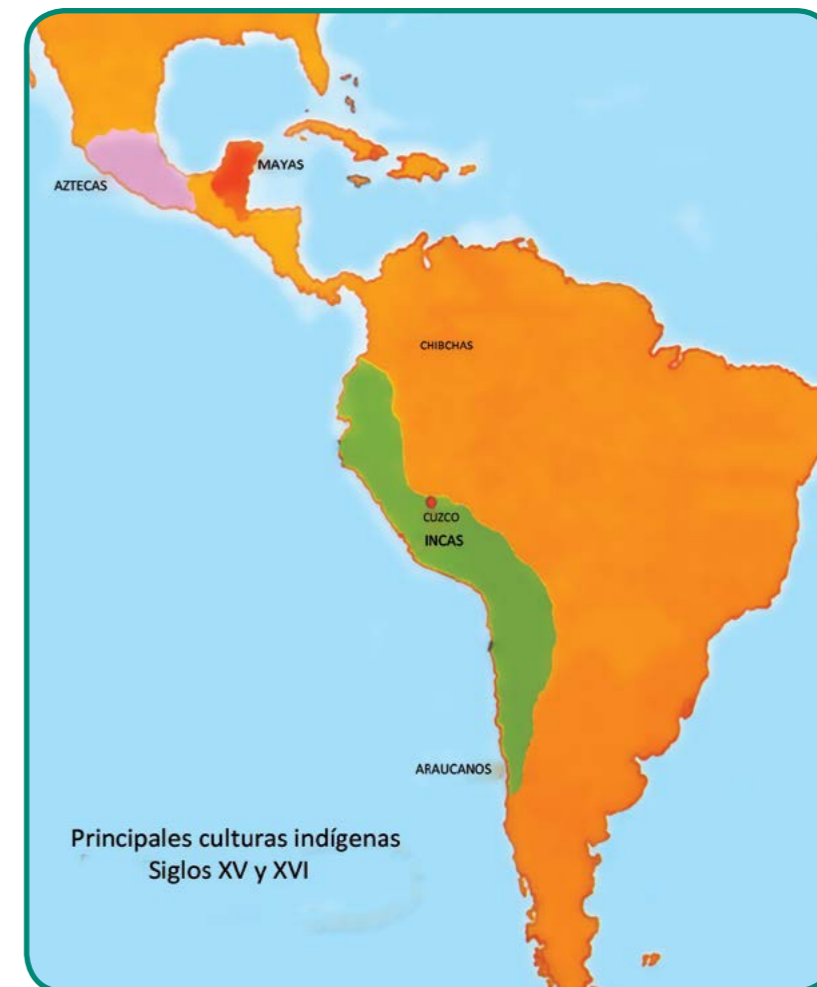 MAYAS
AZTECAS
CHIBCHAS
CUZCO
INCAS
ARAUCANOS
Principales culturas indígenas
Siglos XV y XVI